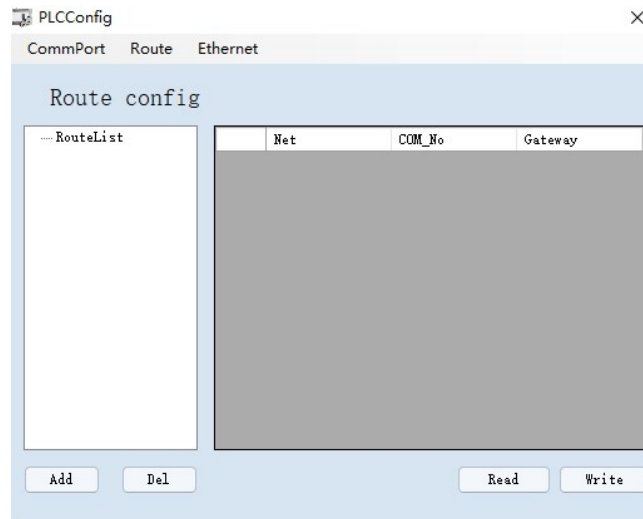 PLCConfig
CommPort Route Ethernet
Route config
RouteList
Net COM_No Gateway
Add Del Read Write